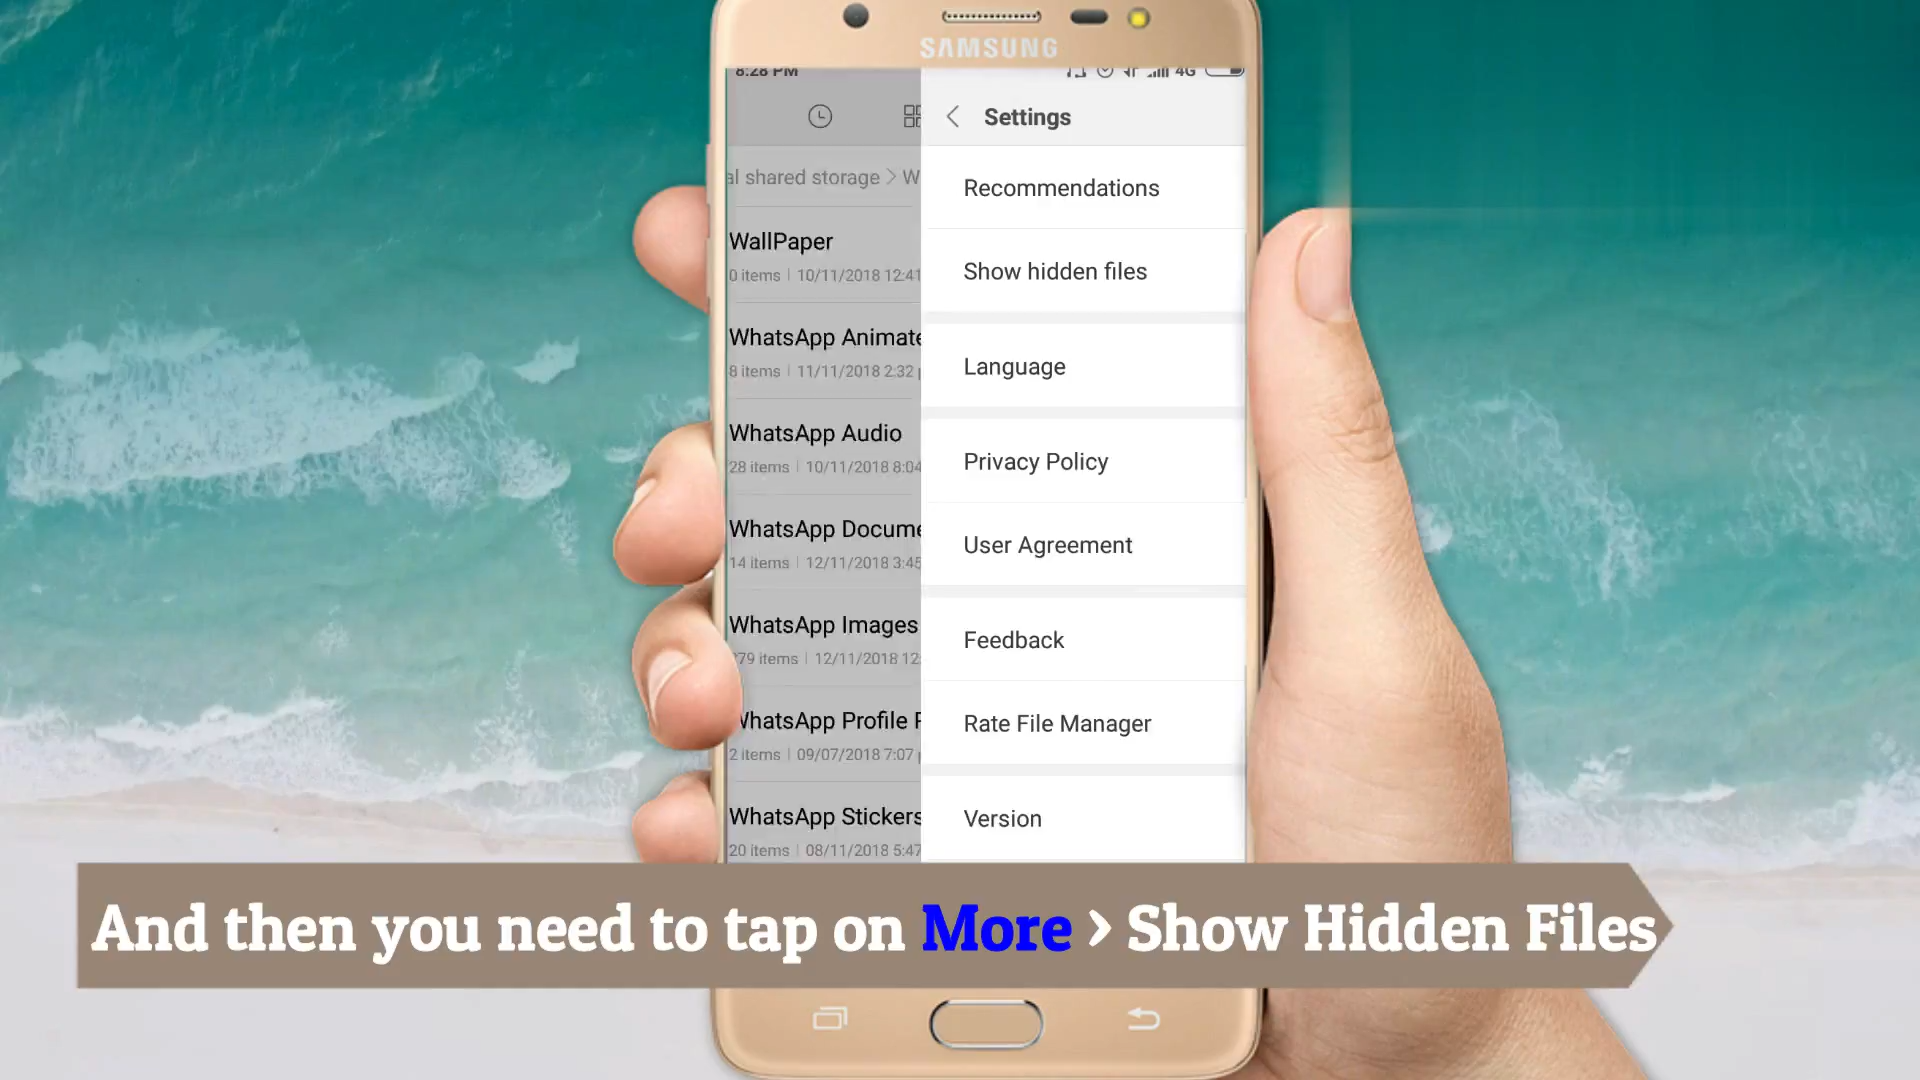 SAMSUNG
8:28 PM
4G
Settings
al shared storage > W
Recommendations
Show hidden files
Language
Privacy Policy
User Agreement
Feedback
Rate File Manager
Version
WallPaper
0 items | 10/11/2018 12:41
WhatsApp Animate
8 items | 11/11/2018 2:32
WhatsApp Audio
28 items | 10/11/2018 8:04
WhatsApp Docume
14 items | 12/11/2018 3:45
WhatsApp Images
79 items | 12/11/2018 12:
WhatsApp Profile P
2 items | 09/07/2018 7:07
WhatsApp Stickers
20 items | 08/11/2018 5:47
And then you need to tap on More > Show Hidden Files